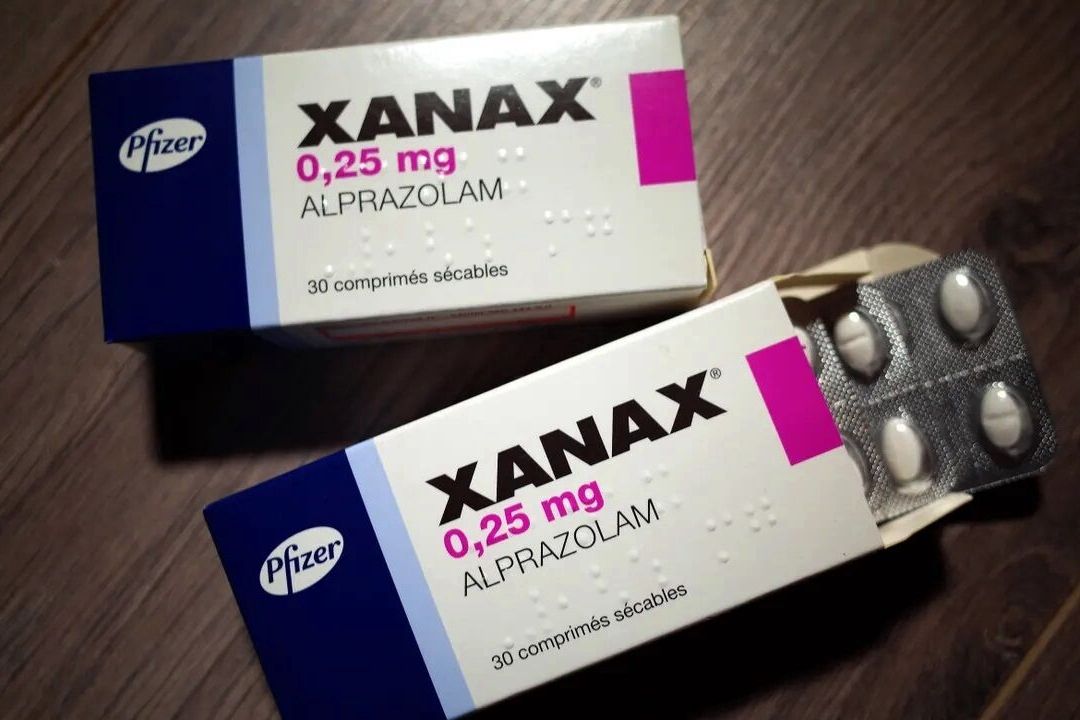 Pfizer
XANAX®
0,25 mg
ALPRAZOLAM
30 comprimés sécables
Pfizer
XANAX®
0,25 mg
ALPRAZOLAM
30 comprimés sécables